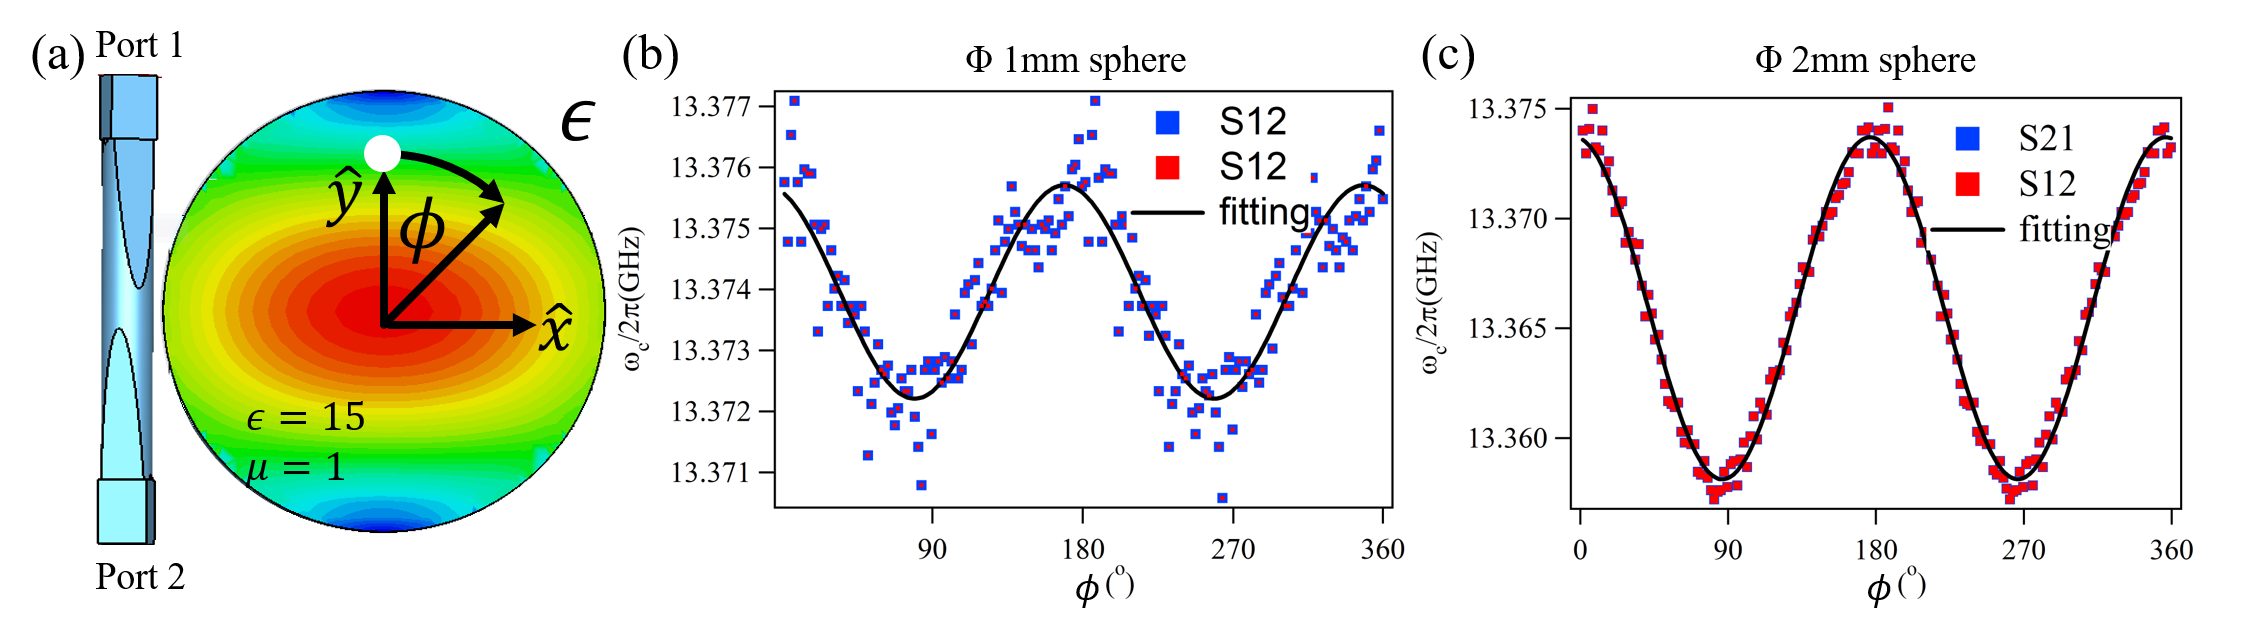 (a)
Port 1
ϵ
ŷ
ϕ
x̂
ϵ = 15
μ = 1
Port 2
(b)
Φ 1mm sphere
S12
S12
fitting
13.377
13.376
13.375
13.374
13.373
13.372
13.371
ωc/2π(GHz)
90 180 270 360
ϕ (°)
(c)
Φ 2mm sphere
S21
S12
fitting
13.375
13.370
13.365
13.360
ωc/2π(GHz)
0 90 180 270 360
ϕ (°)